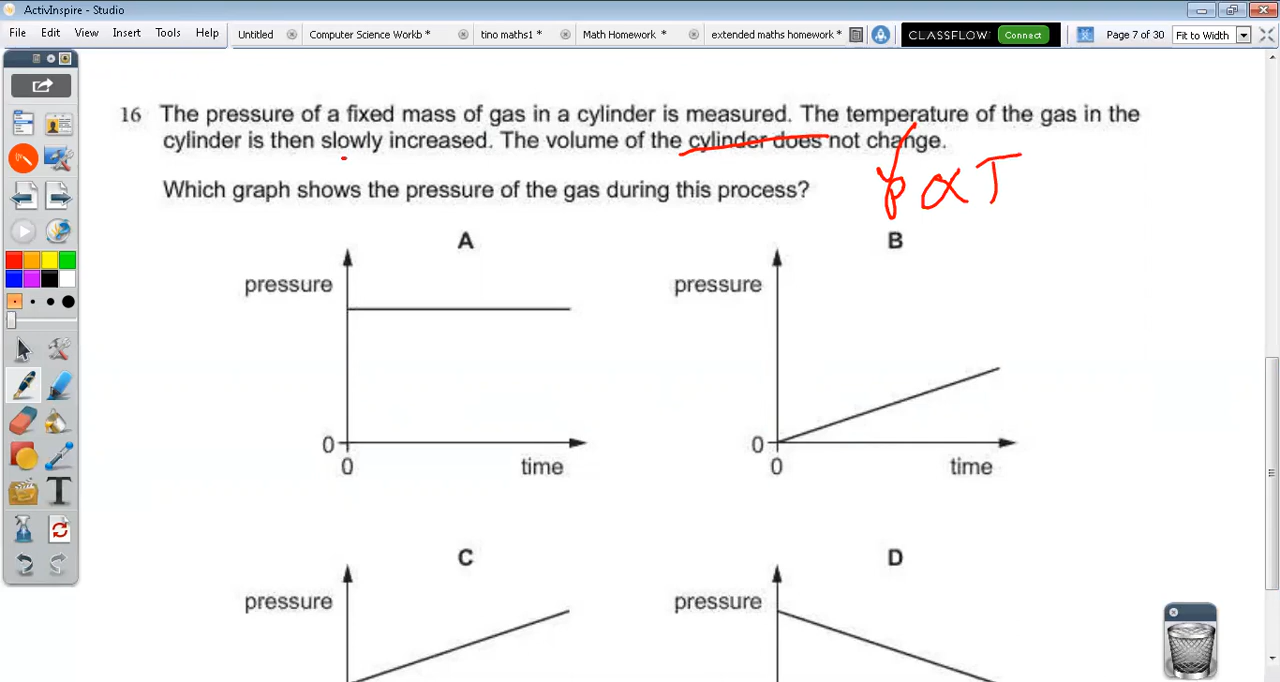 ActivInspire - Studio
File Edit View Insert Tools Help Untitled Computer Science Workb * tino maths1 * Math Homework * extended maths homework * CLASSFLOW Connect Page 7 of 30 Fit to Width
16 The pressure of a fixed mass of gas in a cylinder is measured. The temperature of the gas in the
cylinder is then slowly increased. The volume of the cylinder does not change.
Which graph shows the pressure of the gas during this process?
p ∝ T
A
B
pressure
pressure
0
0
0 time
0 time
C
D
pressure
pressure
T